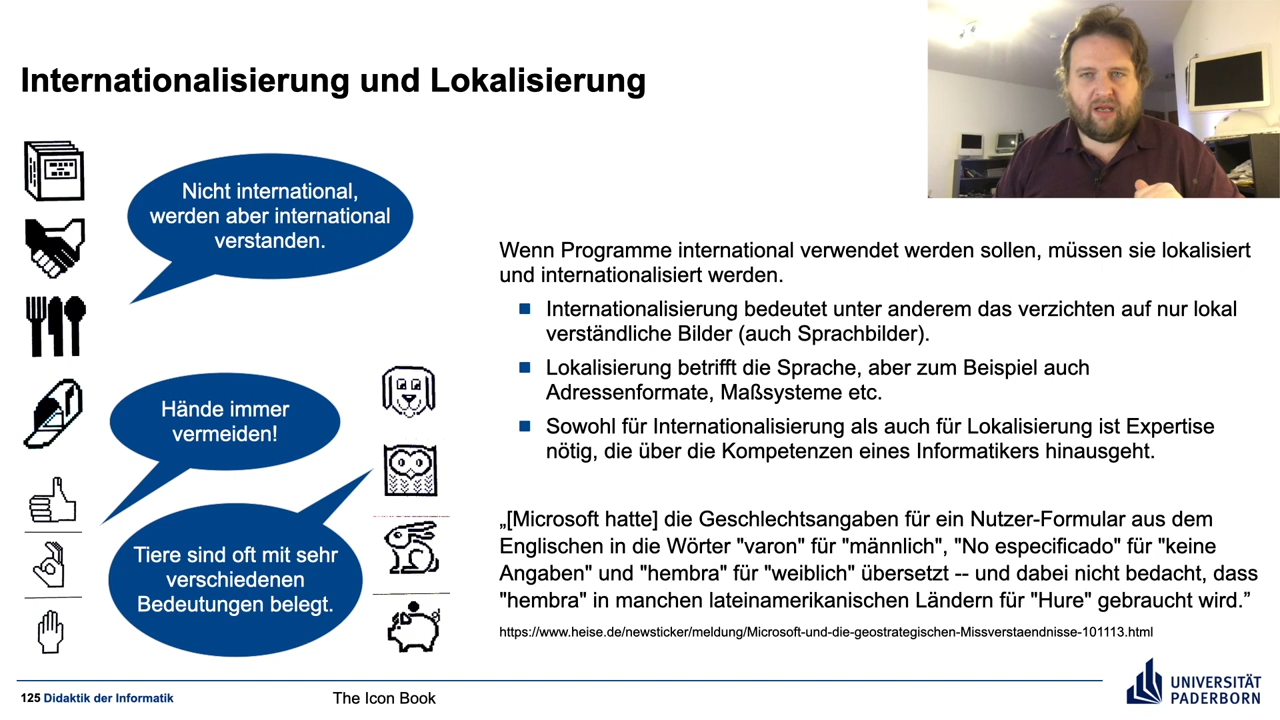 Internationalisierung und Lokalisierung
Nicht international,
werden aber international
verstanden.
Hände immer
vermeiden!
Tiere sind oft mit sehr
verschiedenen
Bedeutungen belegt.
Wenn Programme international verwendet werden sollen, müssen sie lokalisiert
und internationalisiert werden.
Internationalisierung bedeutet unter anderem das verzichten auf nur lokal
verständliche Bilder (auch Sprachbilder).
Lokalisierung betrifft die Sprache, aber zum Beispiel auch
Adressenformate, Maßsysteme etc.
Sowohl für Internationalisierung als auch für Lokalisierung ist Expertise
nötig, die über die Kompetenzen eines Informatikers hinausgeht.
„[Microsoft hatte] die Geschlechtsangaben für ein Nutzer-Formular aus dem
Englischen in die Wörter "varon" für "männlich", "No especificado" für "keine
Angaben" und "hembra" für "weiblich" übersetzt -- und dabei nicht bedacht, dass
"hembra" in manchen lateinamerikanischen Ländern für "Hure" gebraucht wird.”
https://www.heise.de/newsticker/meldung/Microsoft-und-die-geostrategischen-Missverstaendnisse-101113.html
125 Didaktik der Informatik
The Icon Book
UNIVERSITÄT
PADERBORN